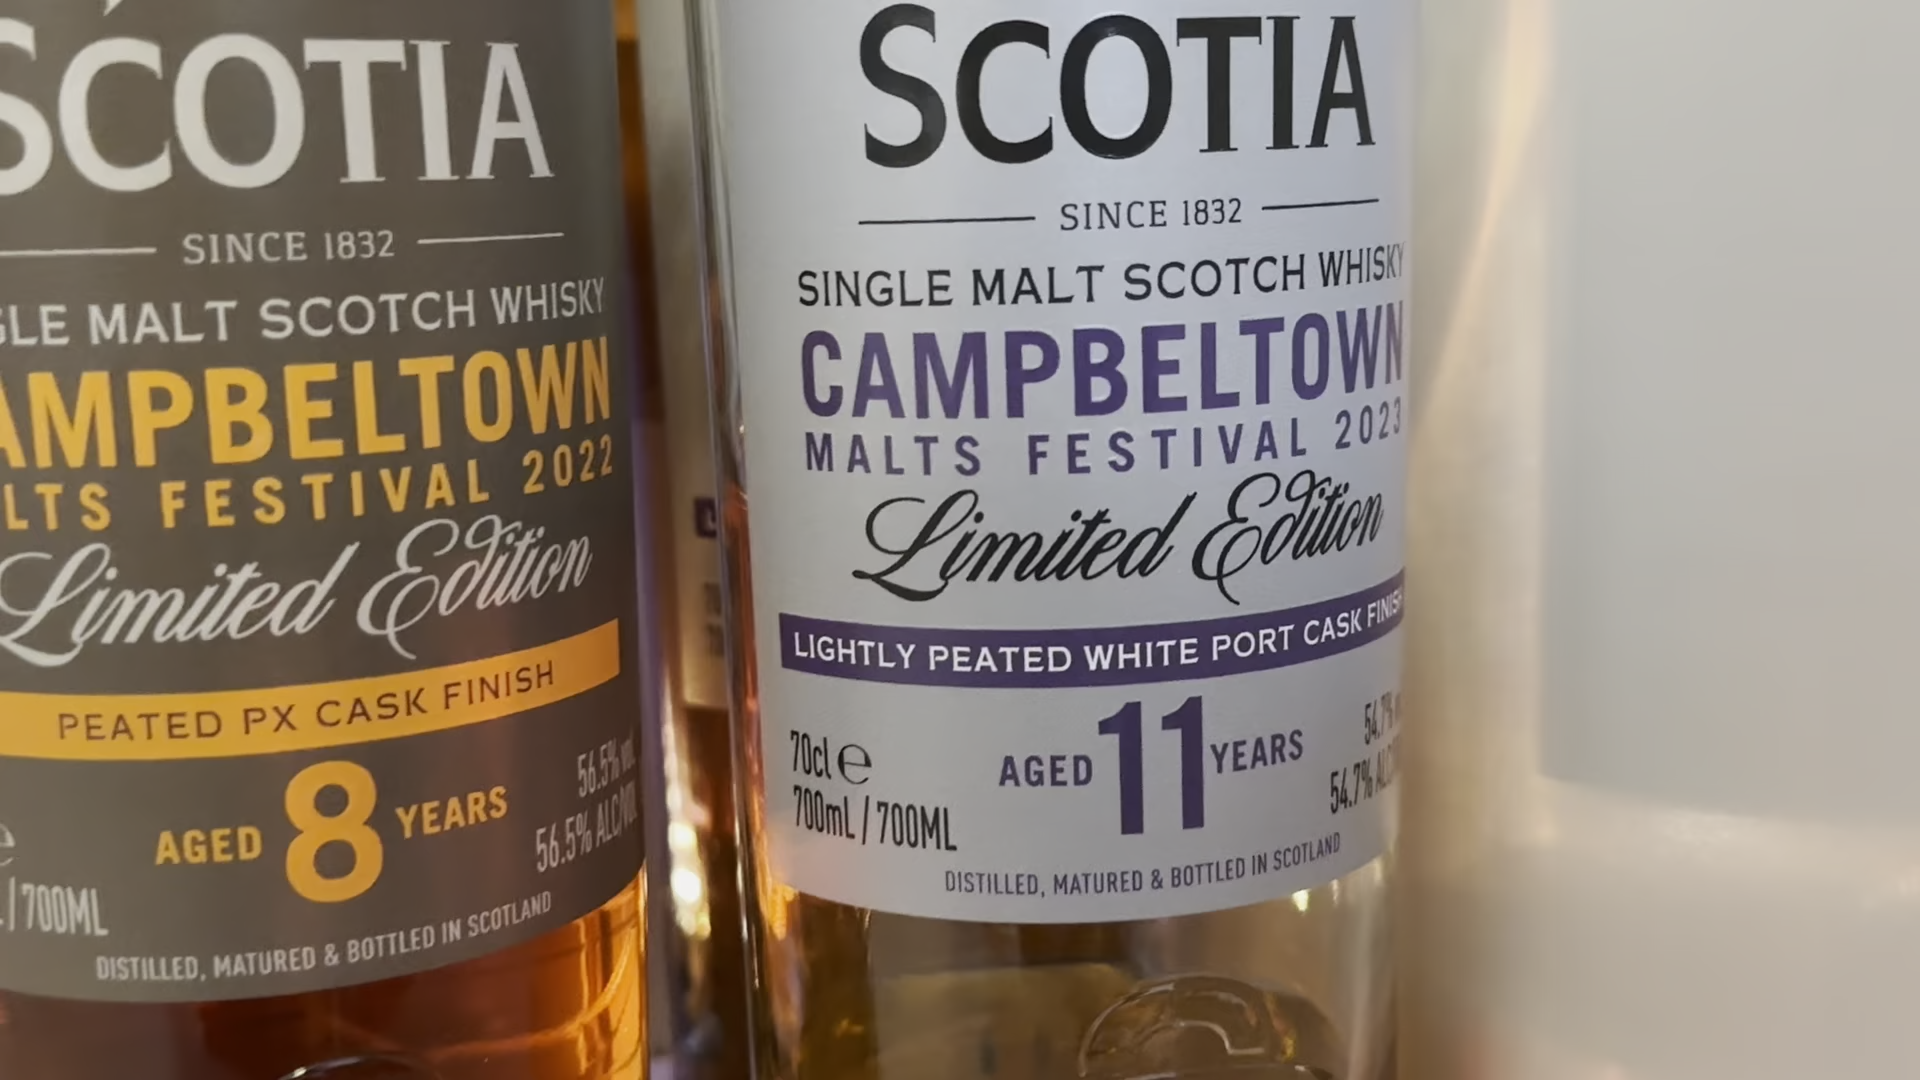 SCOTIA
SINCE 1832
GLE MALT SCOTCH WHISKY
AMPBELTOWN
LTS FESTIVAL 2022
Limited Edition
PEATED PX CASK FINISH
AGED 8 YEARS
56.5% vol
56.5% ALC/VOL
/ 700ML
DISTILLED, MATURED & BOTTLED IN SCOTLAND
SCOTIA
SINCE 1832
SINGLE MALT SCOTCH WHISKY
CAMPBELTOWN
MALTS FESTIVAL 2023
Limited Edition
LIGHTLY PEATED WHITE PORT CASK FINISH
70cl e
700mL / 700ML
AGED 11 YEARS
54.7%
54.7% ALC
DISTILLED, MATURED & BOTTLED IN SCOTLAND